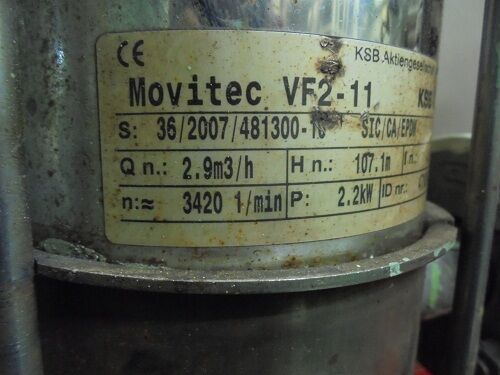 CE KSB Aktiengesellschaft
Movitec VF2-11 KSB
S: 36/2007/481300-10 SIC/CA/EPDM
Q n.: 2.9m3/h H n.: 107.1m
n:≈ 3420 1/min P: 2.2kW ID nr.: